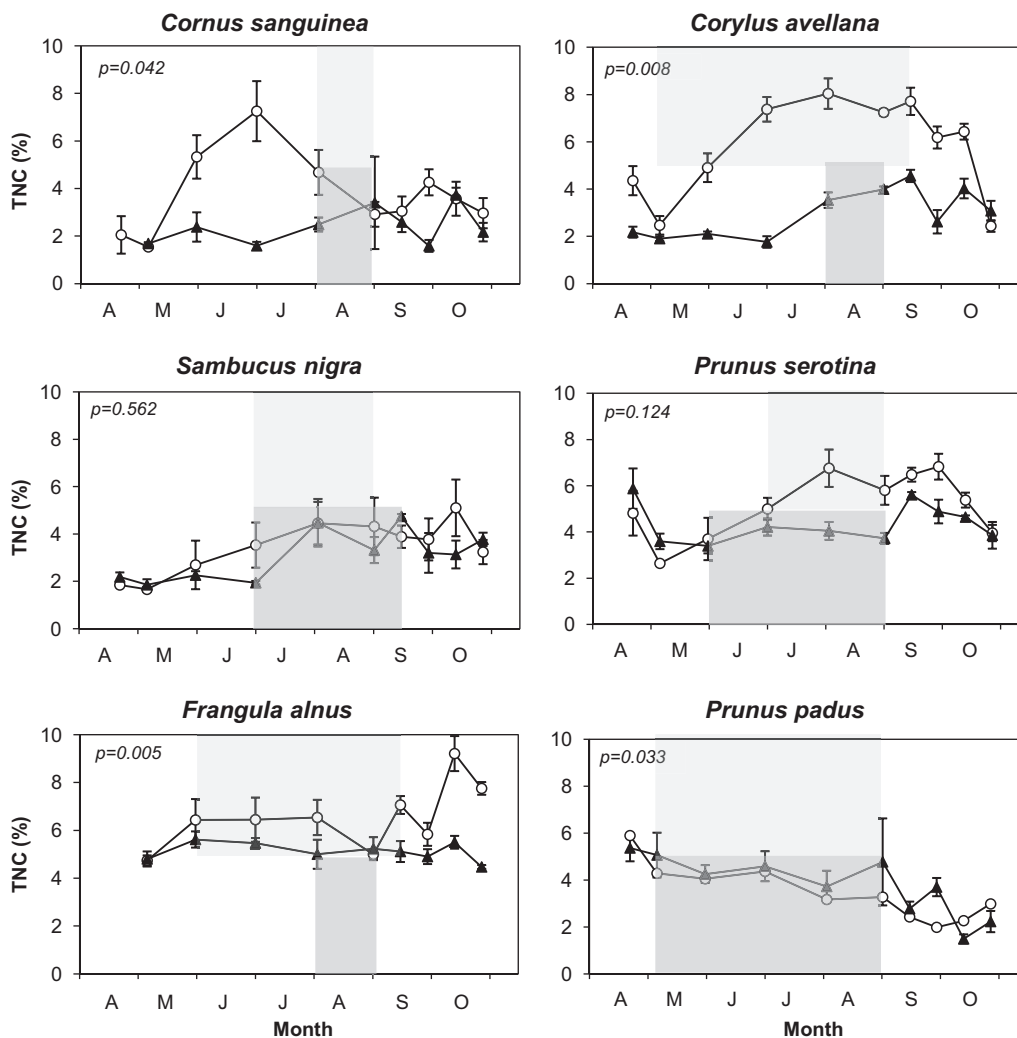 Cornus sanguinea
Corylus avellana
10
8
6
4
2
0
TNC (%)
p=0.042
A M J J A S O
10
8
6
4
2
0
p=0.008
A M J J A S O
Sambucus nigra
Prunus serotina
10
8
6
4
2
0
TNC (%)
p=0.562
A M J J A S O
10
8
6
4
2
0
p=0.124
A M J J A S O
Frangula alnus
Prunus padus
10
8
6
4
2
0
TNC (%)
p=0.005
A M J J A S O
Month
10
8
6
4
2
0
p=0.033
A M J J A S O
Month